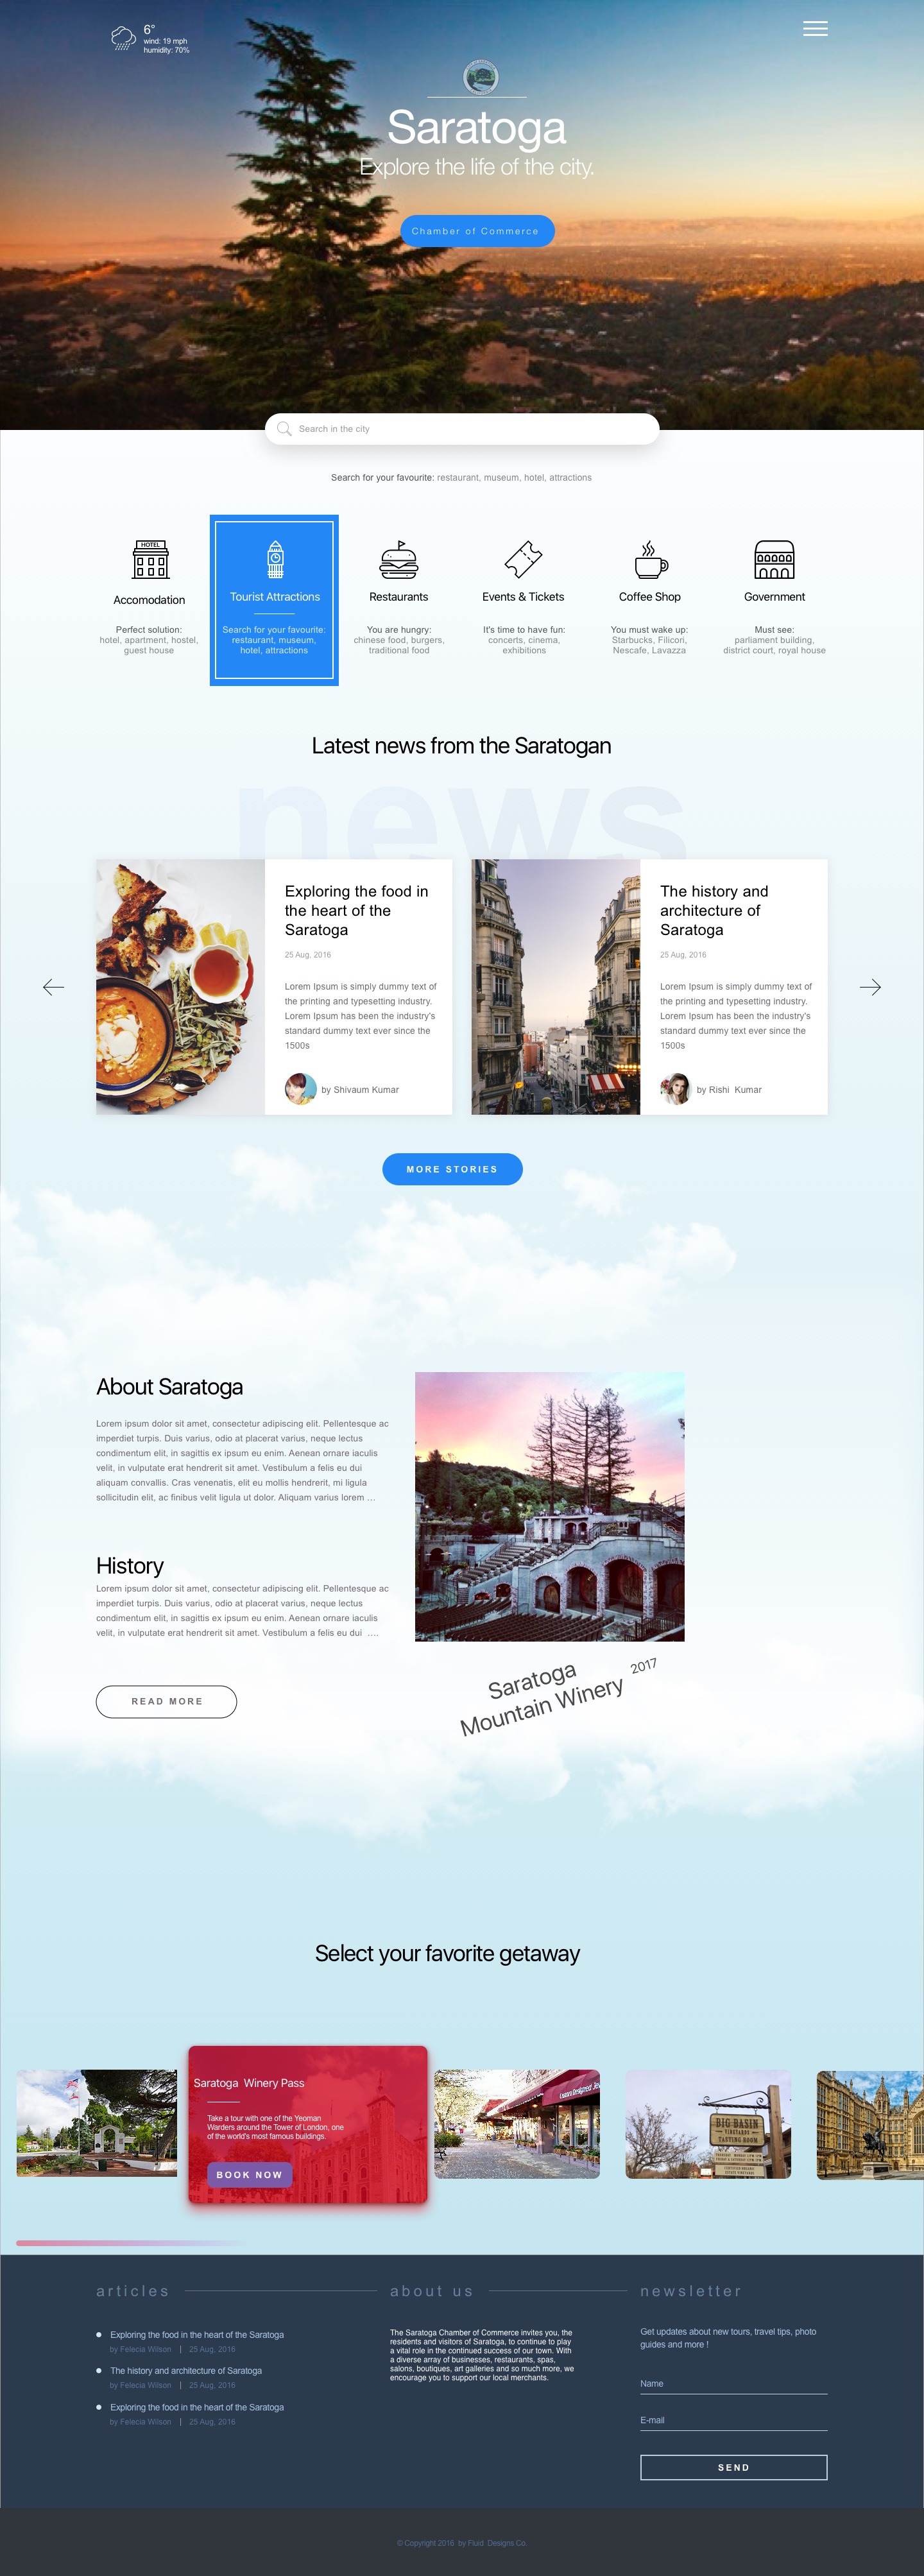 6°
wind: 19 mph
humidity: 70%
Saratoga
Explore the life of the city.
Chamber of Commerce
Search in the city
Search for your favourite: restaurant, museum, hotel, attractions
HOTEL
Accomodation
Perfect solution:
hotel, apartment, hostel,
guest house
Tourist Attractions
Search for your favourite:
restaurant, museum,
hotel, attractions
Restaurants
You are hungry:
chinese food, burgers,
traditional food
Events & Tickets
It's time to have fun:
concerts, cinema,
exhibitions
Coffee Shop
You must wake up:
Starbucks, Filicori,
Nescafe, Lavazza
Government
Must see:
parliament building,
district court, royal house
Latest news from the Saratogan
news
Exploring the food in
the heart of the
Saratoga
25 Aug, 2016
Lorem Ipsum is simply dummy text of
the printing and typesetting industry.
Lorem Ipsum has been the industry's
standard dummy text ever since the
1500s
by Shivaum Kumar
The history and
architecture of
Saratoga
25 Aug, 2016
Lorem Ipsum is simply dummy text of
the printing and typesetting industry.
Lorem Ipsum has been the industry's
standard dummy text ever since the
1500s
by Rishi Kumar
MORE STORIES
About Saratoga
Lorem ipsum dolor sit amet, consectetur adipiscing elit. Pellentesque ac
imperdiet turpis. Duis varius, odio at placerat varius, neque lectus
condimentum elit, in sagittis ex ipsum eu enim. Aenean ornare iaculis
velit, in vulputate erat hendrerit sit amet. Vestibulum a felis eu dui
aliquam convallis. Cras venenatis, elit eu mollis hendrerit, mi ligula
sollicitudin elit, ac finibus velit ligula ut dolor. Aliquam varius lorem ...
History
Lorem ipsum dolor sit amet, consectetur adipiscing elit. Pellentesque ac
imperdiet turpis. Duis varius, odio at placerat varius, neque lectus
condimentum elit, in sagittis ex ipsum eu enim. Aenean ornare iaculis
velit, in vulputate erat hendrerit sit amet. Vestibulum a felis eu dui ....
READ MORE
Saratoga
Mountain Winery
2017
Select your favorite getaway
Saratoga Winery Pass
Take a tour with one of the Yeoman
Warders around the Tower of London, one
of the world's most famous buildings.
BOOK NOW
BIG BASIN
VINEYARDS
TASTING ROOM
articles
Exploring the food in the heart of the Saratoga
by Felecia Wilson | 25 Aug, 2016
The history and architecture of Saratoga
by Felecia Wilson | 25 Aug, 2016
Exploring the food in the heart of the Saratoga
by Felecia Wilson | 25 Aug, 2016
about us
The Saratoga Chamber of Commerce invites you, the
residents and visitors of Saratoga, to continue to play
a vital role in the continued success of our town. With
a diverse array of businesses, restaurants, spas,
salons, boutiques, art galleries and so much more, we
encourage you to support our local merchants.
newsletter
Get updates about new tours, travel tips, photo
guides and more !
Name
E-mail
SEND
© Copyright 2016 by Fluid Designs Co.